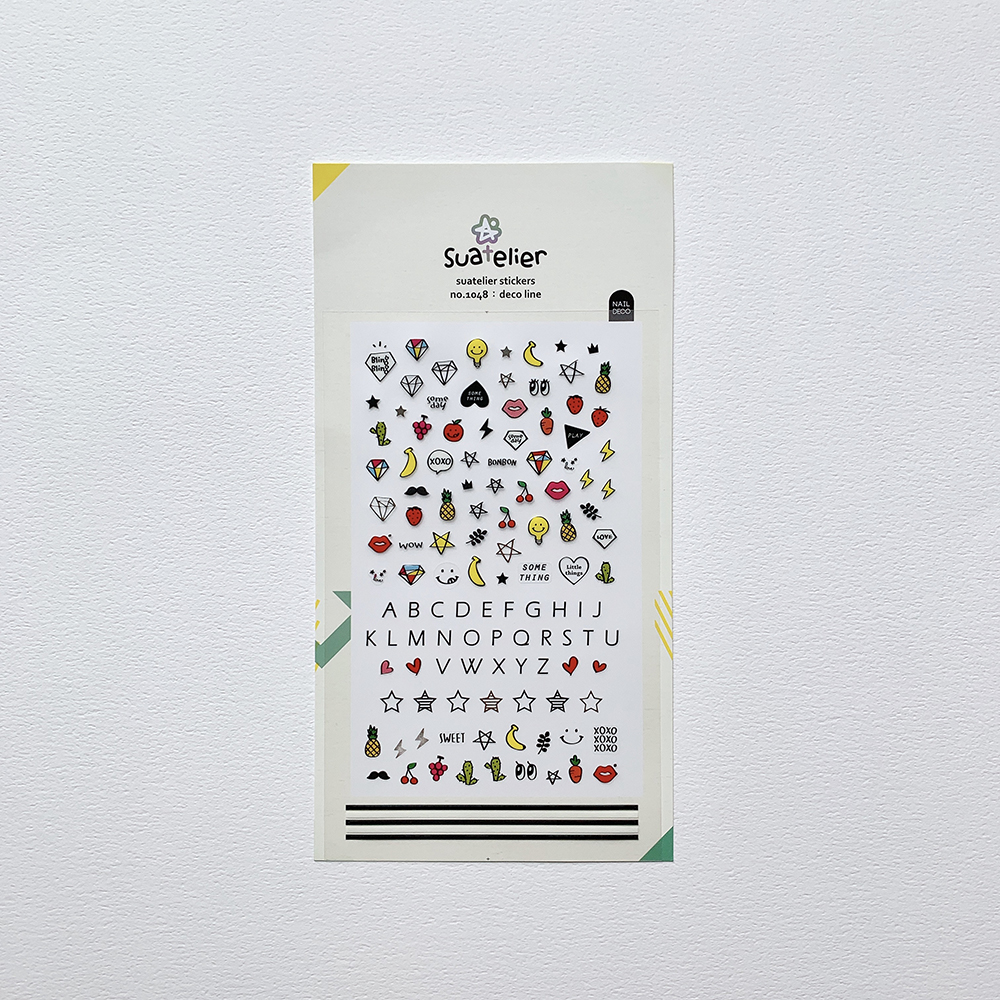 suatelier
suatelier stickers
no.1048 : deco line
NAIL
DECO
Bling
Bling
some
day
SOME
THING
PLAY
some
day
XOXO
BONBON
WOW
LOVE
SOME
THING
Little
things
A B C D E F G H I J
K L M N O P Q R S T U
V W X Y Z
SWEET
XOXO
XOXO
XOXO